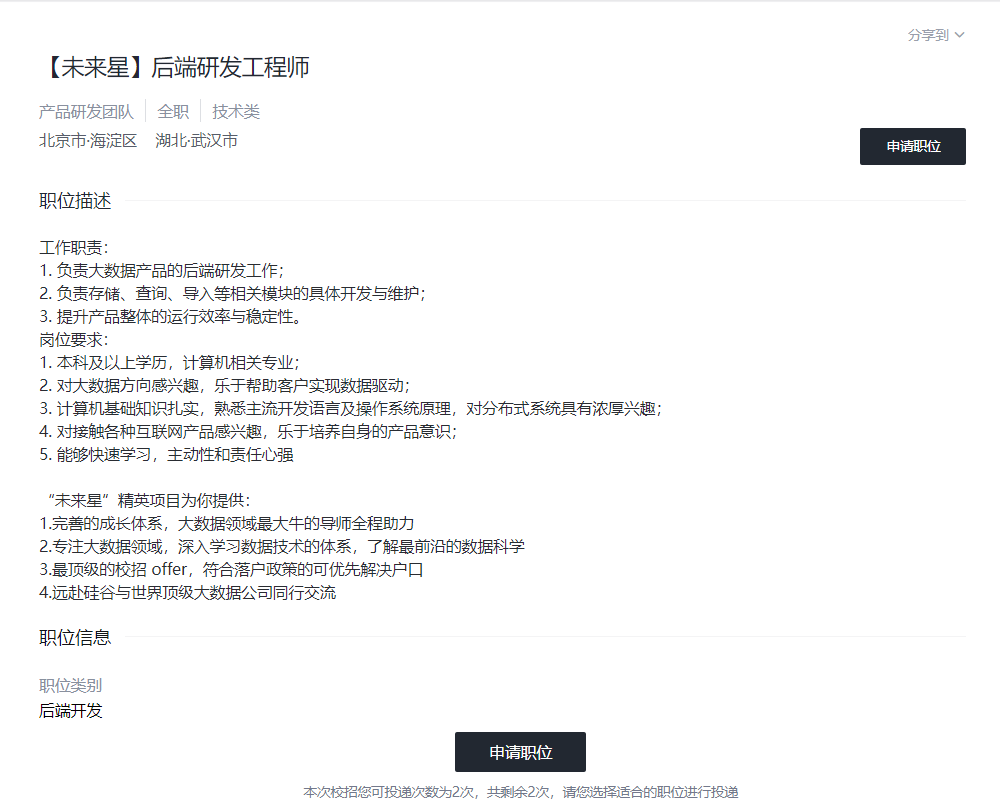 分享到
【未来星】后端研发工程师
产品研发团队 全职 技术类
北京市·海淀区 湖北·武汉市
申请职位
职位描述
工作职责：
1. 负责大数据产品的后端研发工作；
2. 负责存储、查询、导入等相关模块的具体开发与维护；
3. 提升产品整体的运行效率与稳定性。
岗位要求：
1. 本科及以上学历，计算机相关专业；
2. 对大数据方向感兴趣，乐于帮助客户实现数据驱动；
3. 计算机基础知识扎实，熟悉主流开发语言及操作系统原理，对分布式系统具有浓厚兴趣；
4. 对接触各种互联网产品感兴趣，乐于培养自身的产品意识；
5. 能够快速学习，主动性和责任心强
“未来星”精英项目为你提供：
1.完善的成长体系，大数据领域最大牛的导师全程助力
2.专注大数据领域，深入学习数据技术的体系，了解最前沿的数据科学
3.最顶级的校招 offer，符合落户政策的可优先解决户口
4.远赴硅谷与世界顶级大数据公司同行交流
职位信息
职位类别
后端开发
申请职位
本次校招您可投递次数为2次，共剩余2次，请您选择适合的职位进行投递